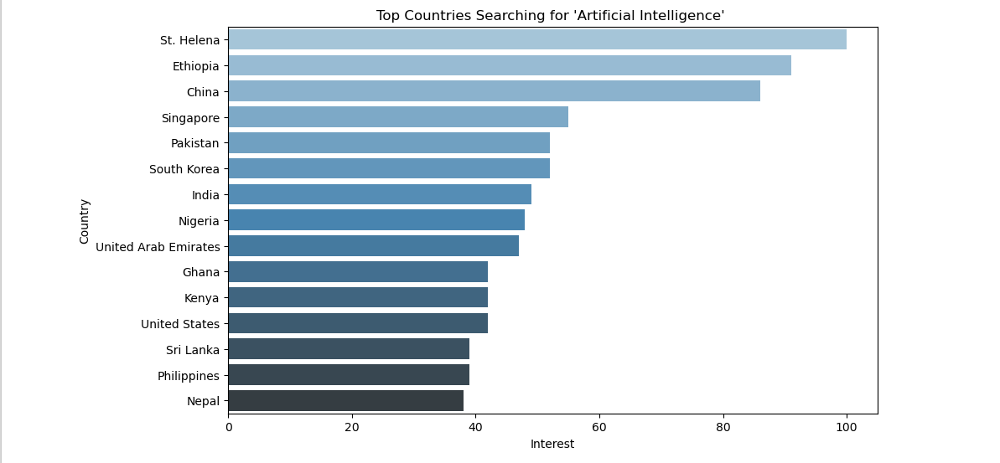 Top Countries Searching for 'Artificial Intelligence'
St. Helena
Ethiopia
China
Singapore
Pakistan
South Korea
India
Nigeria
United Arab Emirates
Ghana
Kenya
United States
Sri Lanka
Philippines
Nepal
Country
0 20 40 60 80 100
Interest